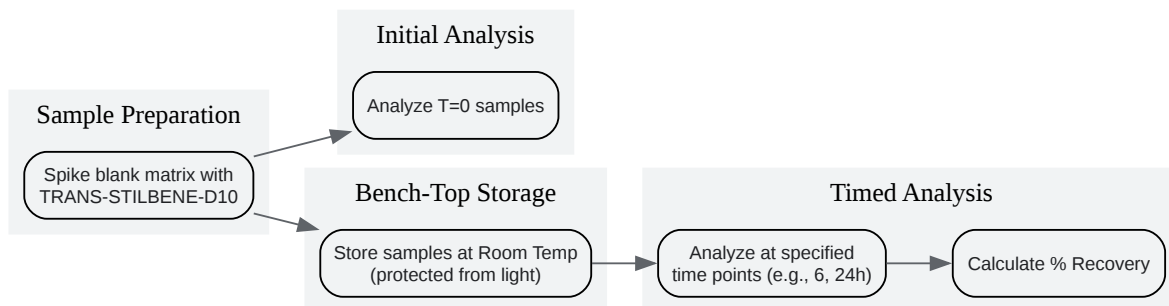 Initial Analysis
Analyze T=0 samples
Sample Preparation
Spike blank matrix with
TRANS-STILBENE-D10
Bench-Top Storage
Store samples at Room Temp
(protected from light)
Timed Analysis
Analyze at specified
time points (e.g., 6, 24h)
Calculate % Recovery